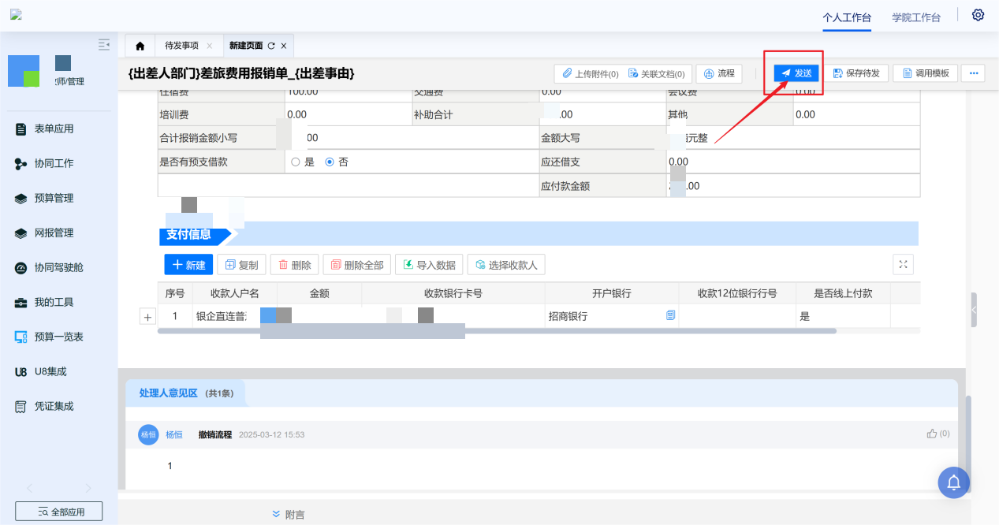 个人工作台 学院工作台
待发事项 新建页面
师/管理
{出差人部门}差旅费用报销单_{出差事由}
上传附件(0) 关联文档(0) 流程 发送 保存待发 调用模板
住宿费 100.00 交通费 0.00 会议费 0.00
培训费 0.00 补助合计 .00 其他 0.00
合计报销金额小写 00 金额大写 元整
是否有预支借款 是 否 应还借支 0.00
应付款金额 .00
支付信息
新建 复制 删除 删除全部 导入数据 选择收款人
序号 收款人户名 金额 收款银行卡号 开户银行 收款12位银行行号 是否线上付款
1 银企直连普 招商银行 是
处理人意见区 (共1条)
杨恒 杨恒 撤销流程 2025-03-12 15:53 (0)
1
附言
表单应用
协同工作
预算管理
网报管理
协同驾驶舱
我的工具
预算一览表
U8 U8集成
凭证集成
全部应用